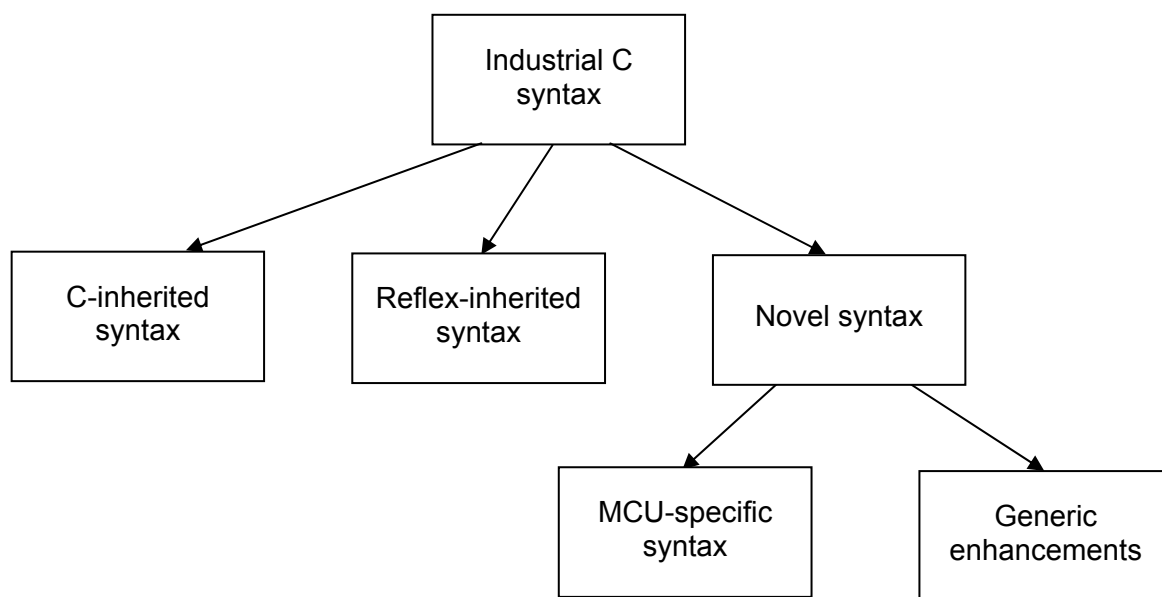 Industrial C
syntax
C-inherited
syntax
Reflex-inherited
syntax
Novel syntax
MCU-specific
syntax
Generic
enhancements